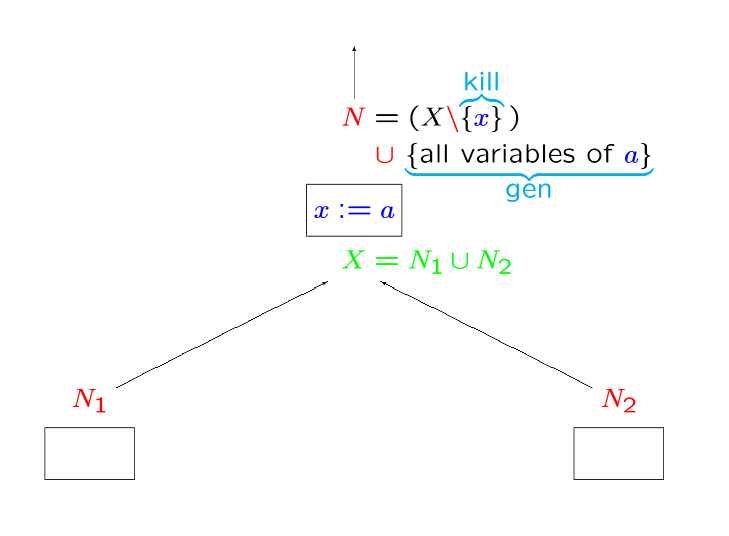 kill
N = (X\{x})
∪ {all variables of a}
gen
x := a
X = N₁ ∪ N₂
N₁ N₂